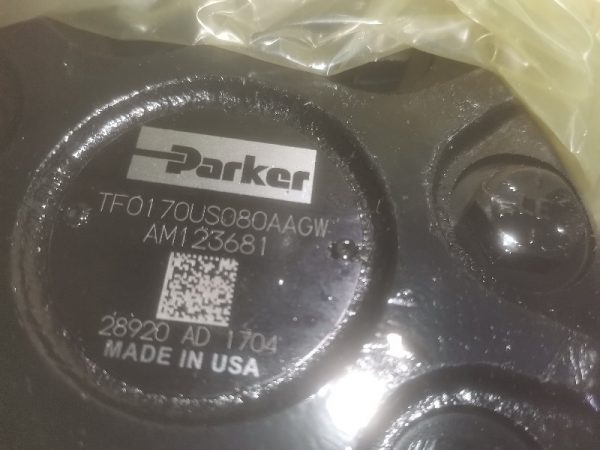 Parker
TF0170US080AAGW
AM123681
28920 AD 1704
MADE IN USA